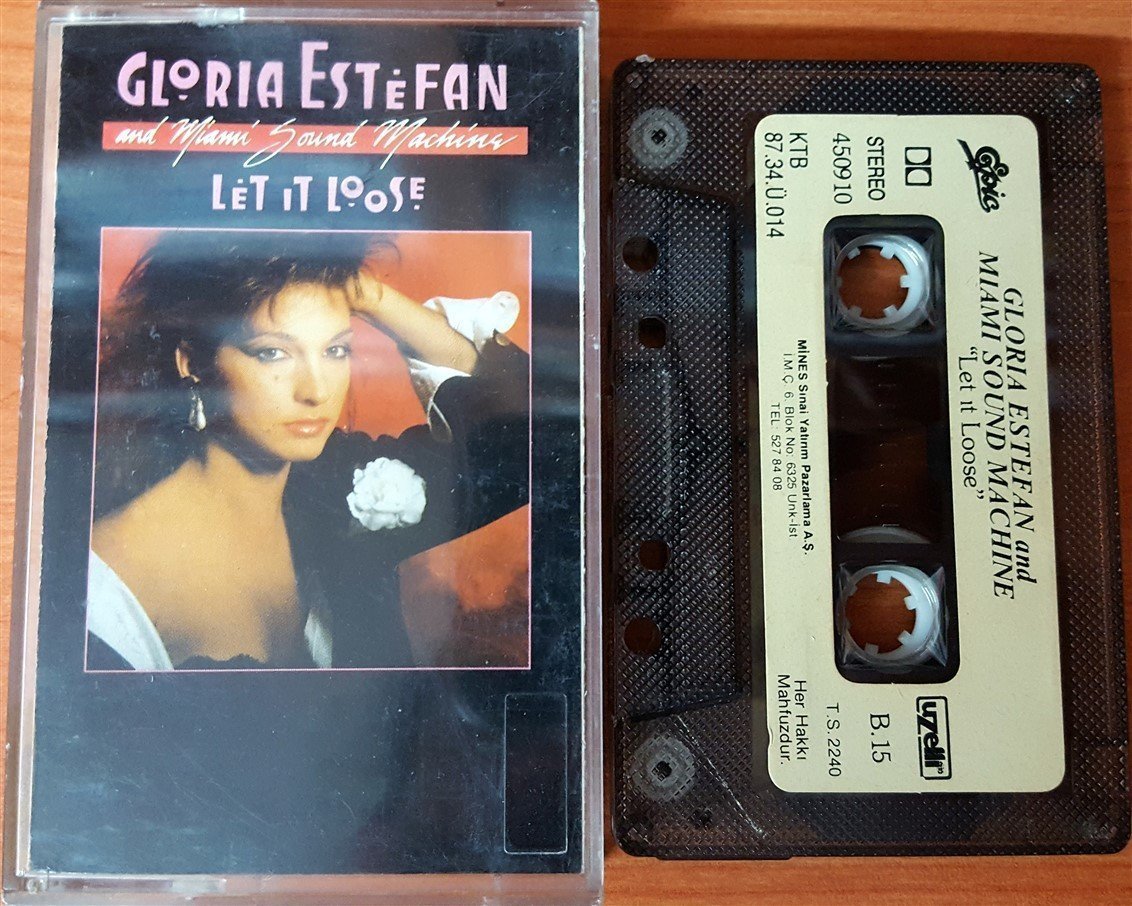 GLORIA ESTEFAN
and Miami Sound Machine
LET IT LOOSE
Epic
GLORIA ESTEFAN and
MIAMI SOUND MACHINE
"Let it Loose"
STEREO
450910
KTB
87.34.Ü.014
MİNES Sınai Yatırım Pazarlama A.Ş.
İ.M.Ç. 6. Blok No: 6325 Unk-İst
TEL: 527 84 08
uzelli
B.15
T.S. 2240
Her Hakkı
Mahfuzdur.